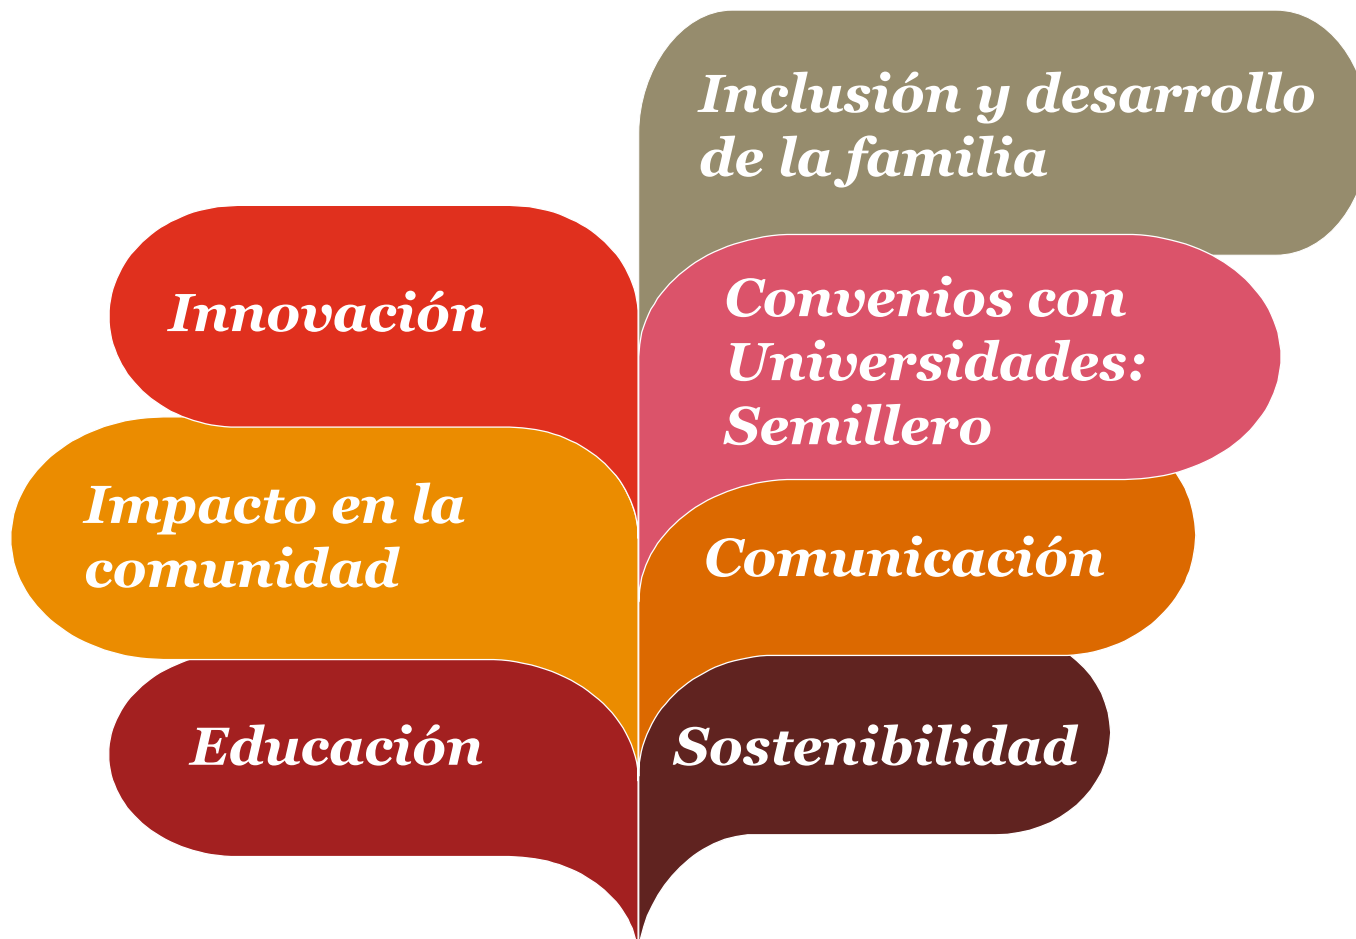 Inclusión y desarrollo
de la familia
Innovación
Convenios con
Universidades:
Semillero
Impacto en la
comunidad
Comunicación
Educación
Sostenibilidad